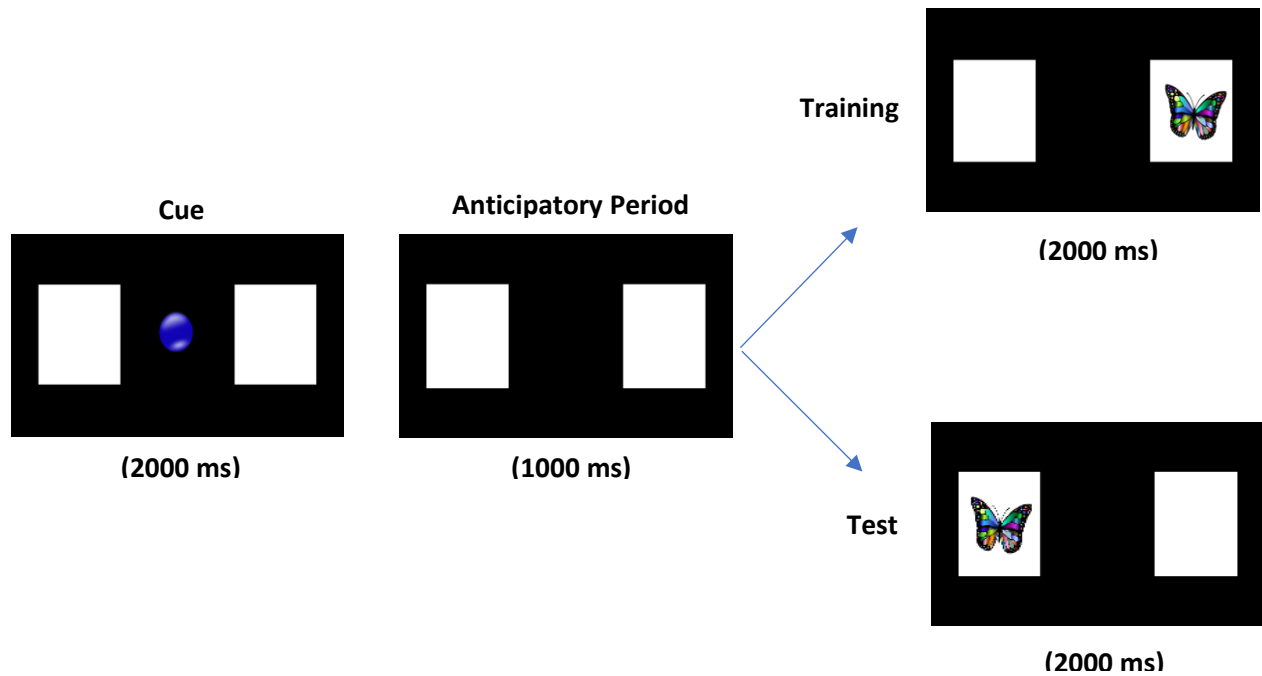 Training
(2000 ms)
Cue
Anticipatory Period
(2000 ms)
(1000 ms)
Test
(2000 ms)